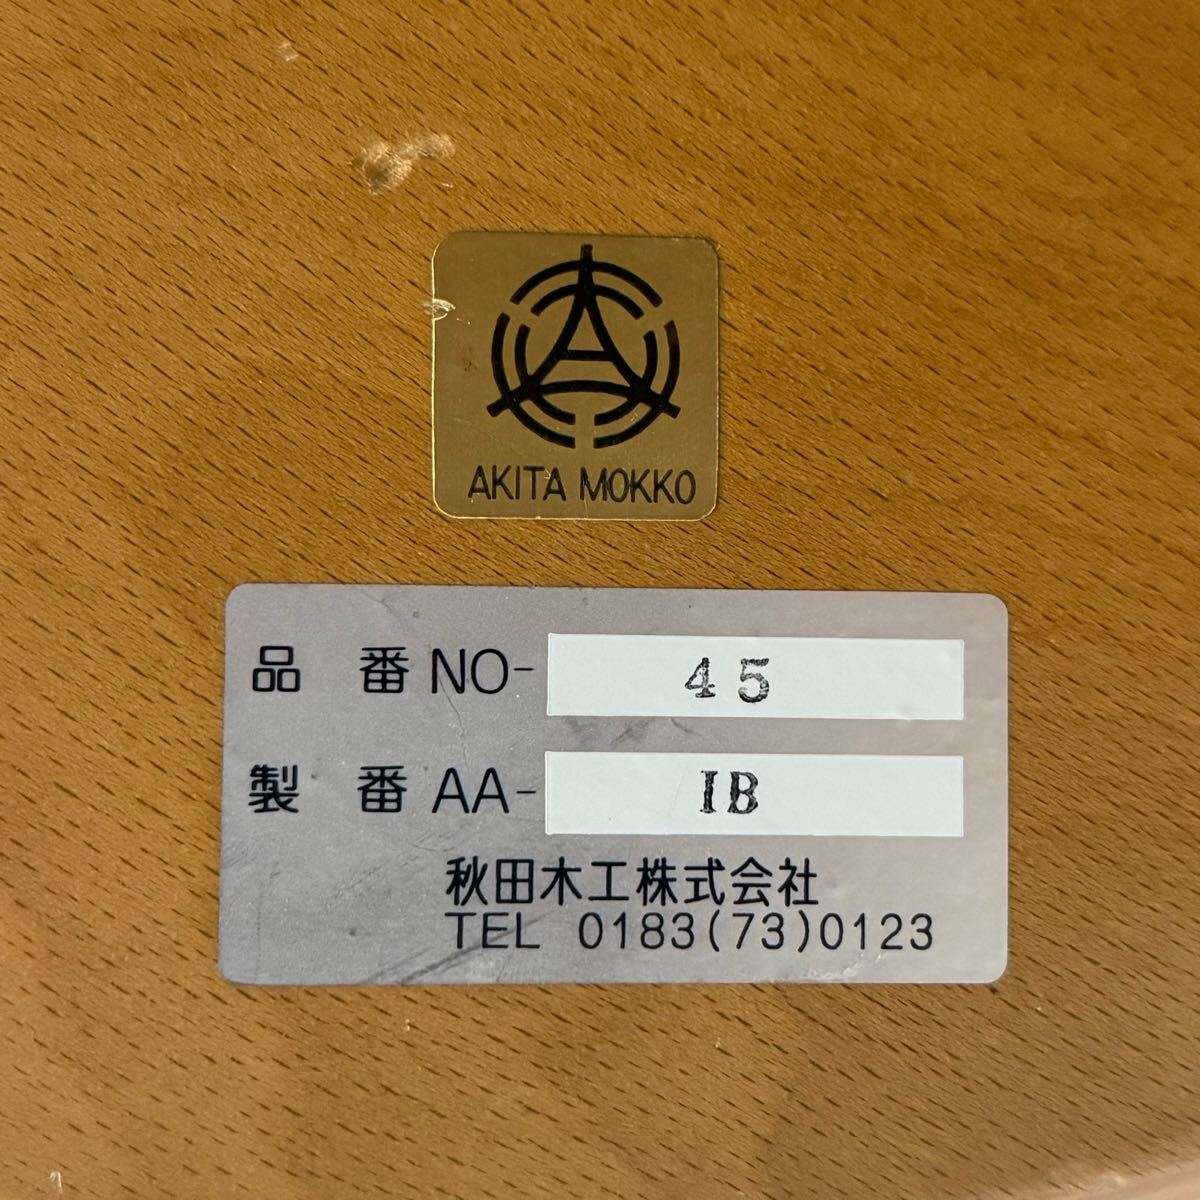 AKITA MOKKO
品 番 NO- 45
製 番 AA- IB
秋田木工株式会社
TEL 0183(73)0123